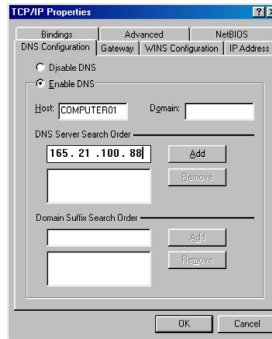 TCP/IP Properties
Bindings Advanced NetBIOS
DNS Configuration Gateway WINS Configuration IP Address
Disable DNS
Enable DNS
Host: COMPUTER01 Domain:
DNS Server Search Order
165. 21 .100. 88 Add
Remove
Domain Suffix Search Order
Add
Remove
OK Cancel